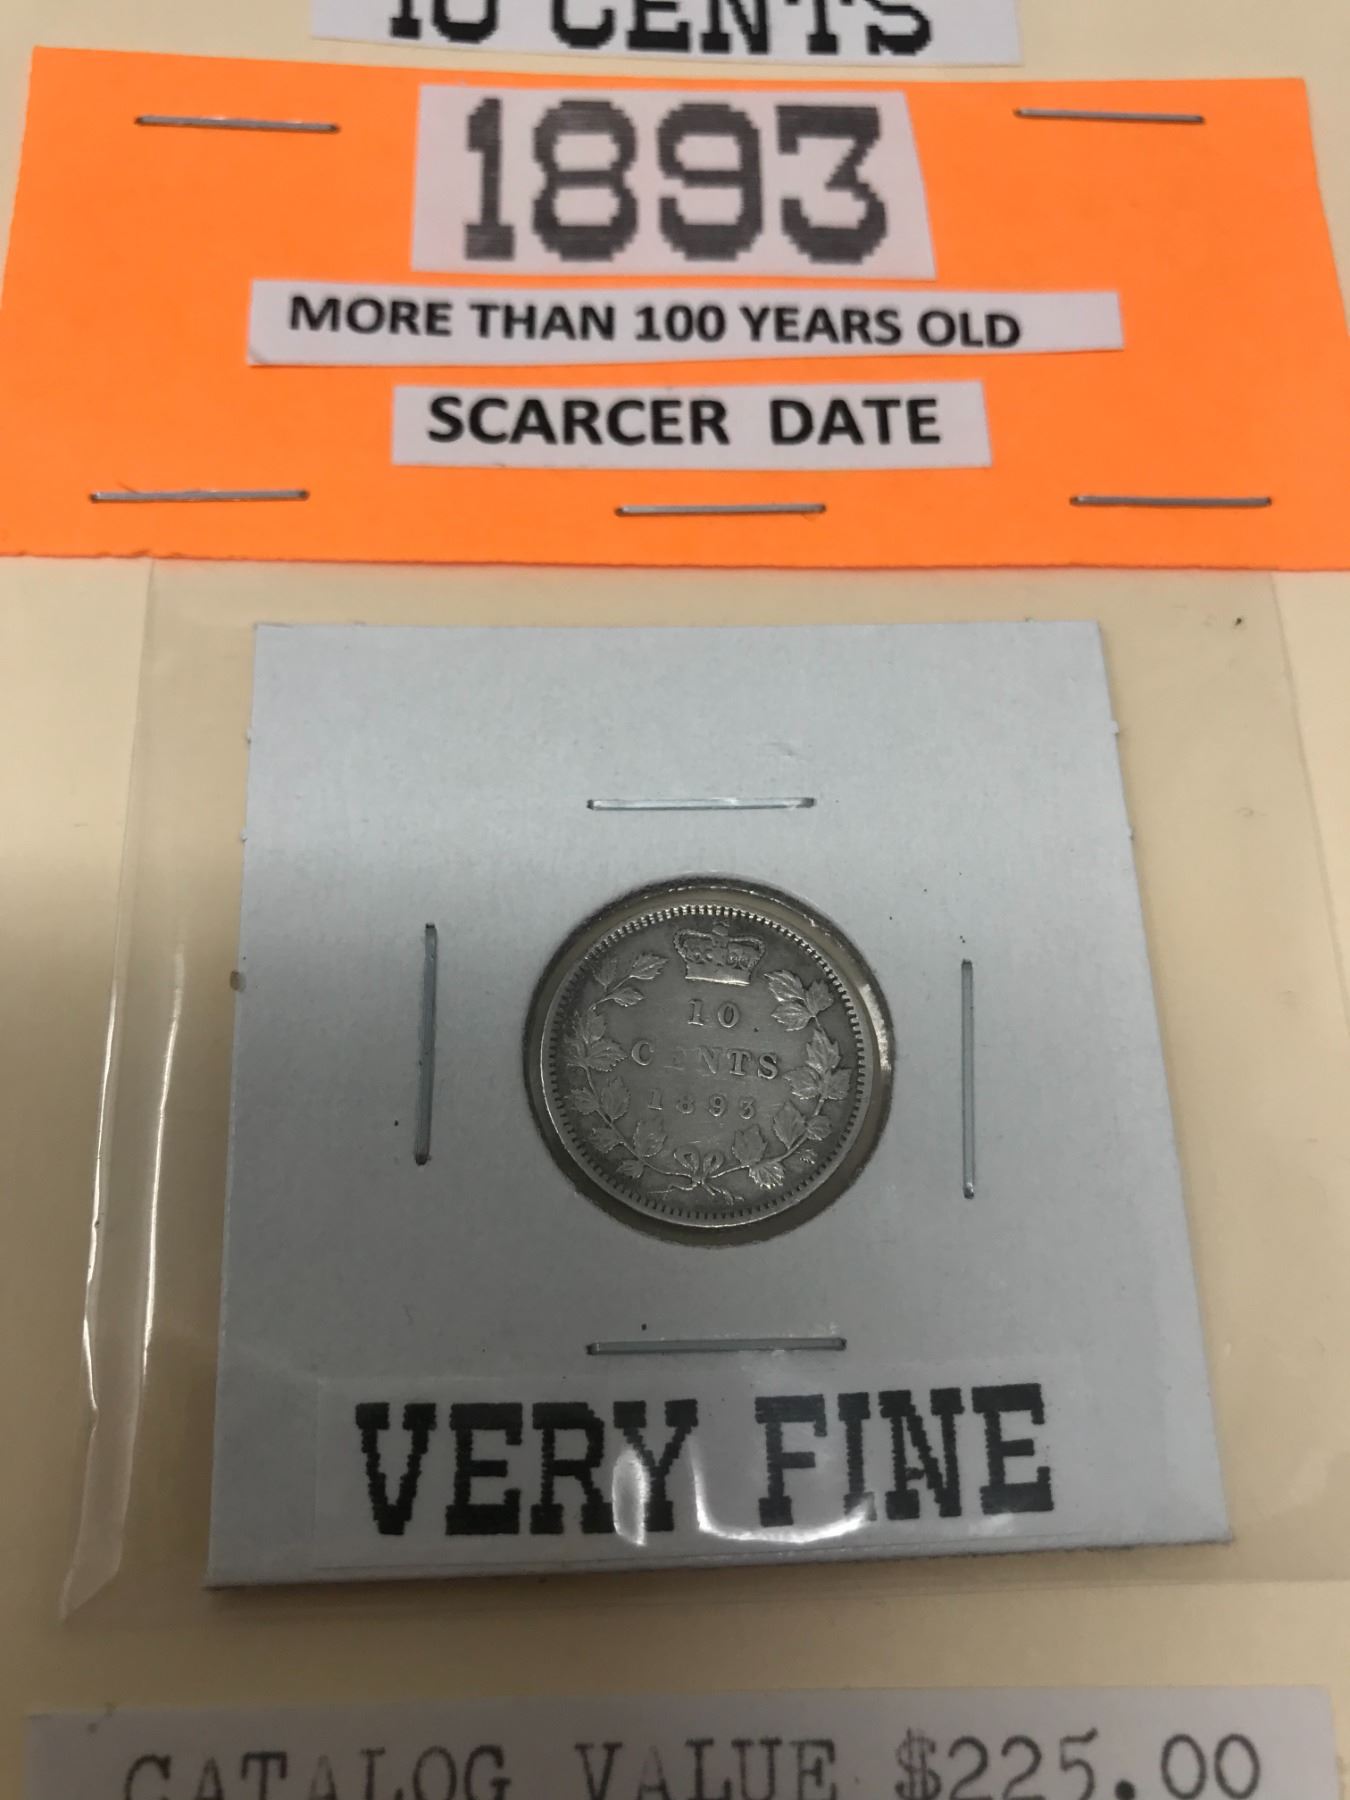 10 CENTS
1893
MORE THAN 100 YEARS OLD
SCARCER DATE
10
CENTS
1893
VERY FINE
CATALOG VALUE $225.00